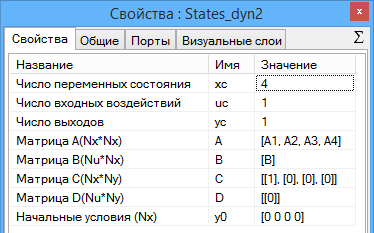 Свойства : States_dyn2
Свойства Общие Порты Визуальные слои Σ
Название Имя Значение
Число переменных состояния xc 4
Число входных воздействий uc 1
Число выходов yc 1
Матрица A(Nx*Nx) A [A1, A2, A3, A4]
Матрица B(Nu*Nx) B [B]
Матрица C(Nx*Ny) C [[1], [0], [0], [0]]
Матрица D(Nu*Ny) D [[0]]
Начальные условия (Nx) y0 [0 0 0 0]